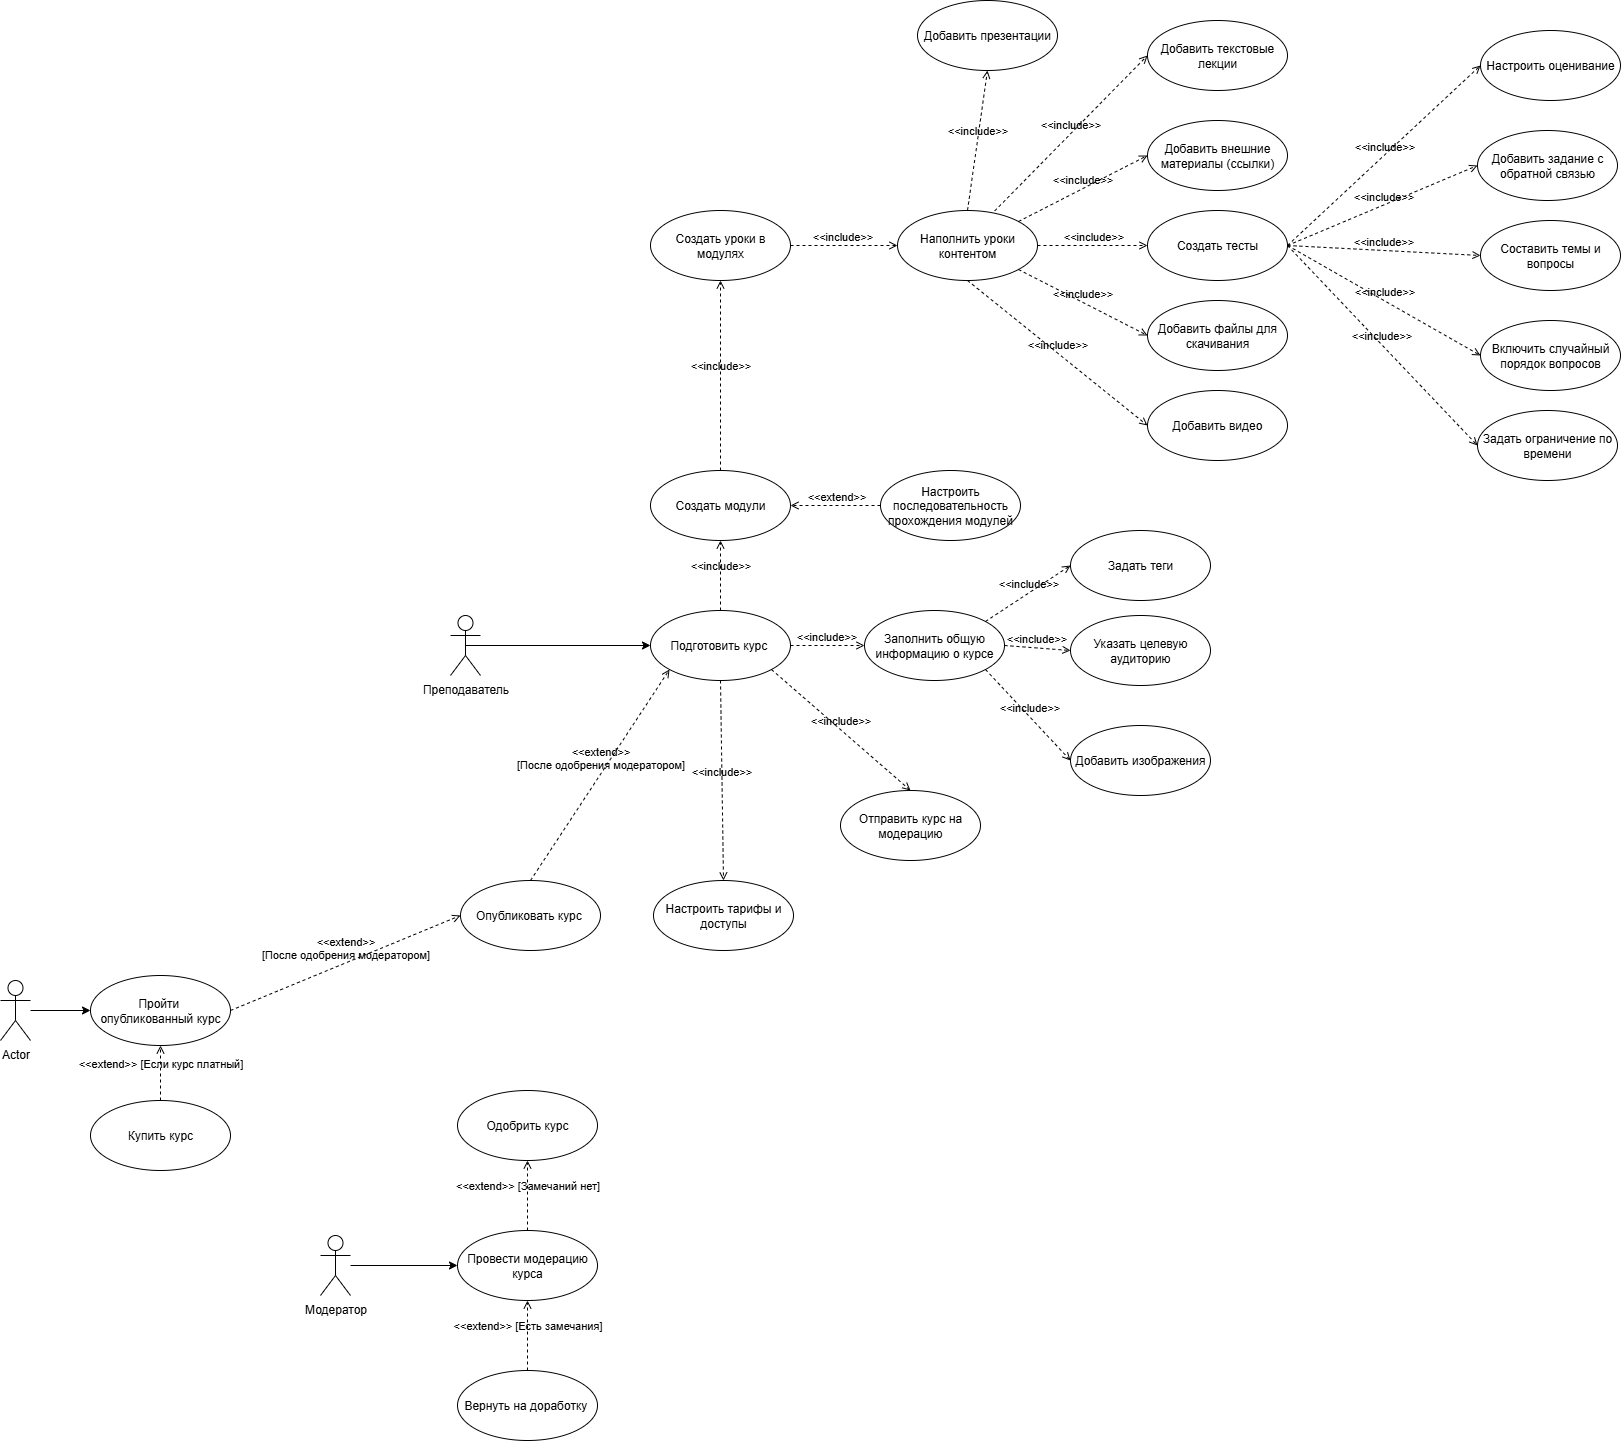 Добавить презентации
Добавить текстовые
лекции
Настроить оценивание
<<include>>
<<include>>
<<include>>
Добавить внешние
материалы (ссылки)
Добавить задание с
обратной связью
<<include>>
<<include>>
Создать уроки в
модулях
<<include>>
Наполнить уроки
контентом
<<include>>
Создать тесты
<<include>>
Составить темы и
вопросы
<<include>>
<<include>>
Добавить файлы для
скачивания
<<include>>
<<include>>
Включить случайный
порядок вопросов
<<include>>
Добавить видео
Задать ограничение по
времени
Создать модули
<<extend>>
Настроить
последовательность
прохождения модулей
<<include>>
Задать теги
<<include>>
Преподаватель
Подготовить курс
<<include>>
Заполнить общую
информацию о курсе
<<include>>
Указать целевую
аудиторию
<<include>>
<<include>>
Добавить изображения
<<extend>>
[После одобрения модератором]
<<include>>
Отправить курс на
модерацию
Опубликовать курс
Настроить тарифы и
доступы
<<extend>>
[После одобрения модератором]
Actor
Пройти
опубликованный курс
<<extend>> [Если курс платный]
Купить курс
Одобрить курс
<<extend>> [Замечаний нет]
Модератор
Провести модерацию
курса
<<extend>> [Есть замечания]
Вернуть на доработку